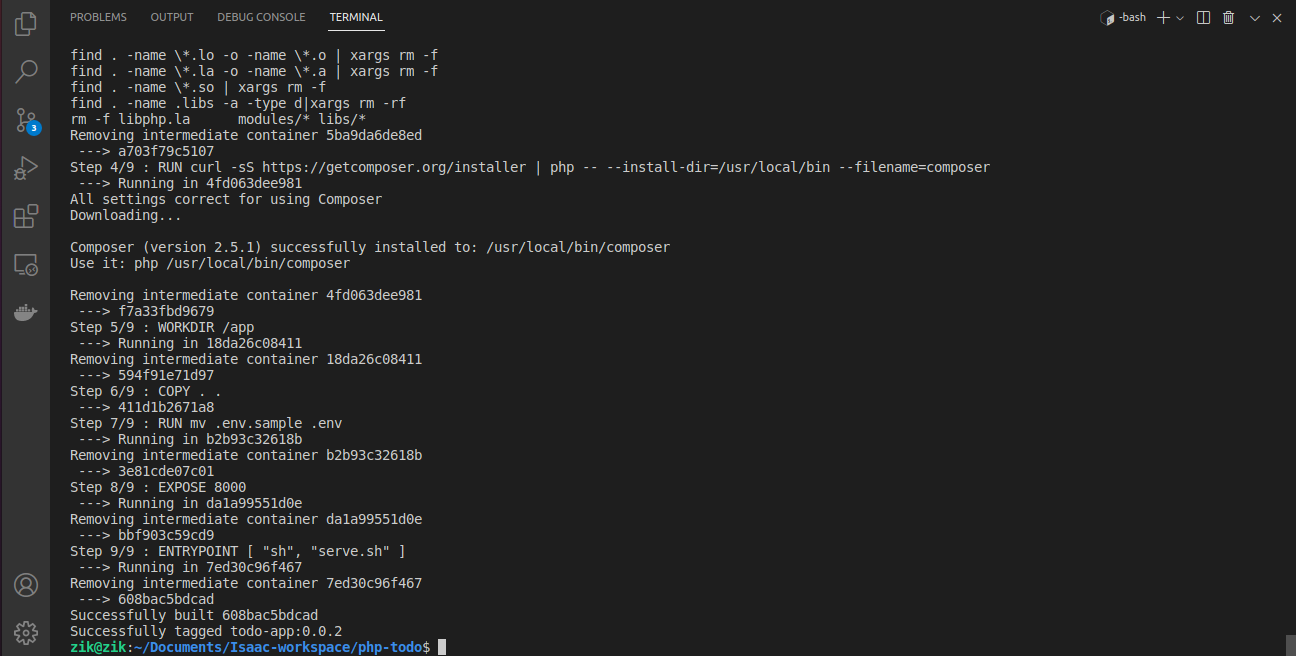 PROBLEMS OUTPUT DEBUG CONSOLE TERMINAL -bash
find . -name \*.lo -o -name \*.o | xargs rm -f
find . -name \*.la -o -name \*.a | xargs rm -f
find . -name \*.so | xargs rm -f
find . -name .libs -a -type d|xargs rm -rf
rm -f libphp.la      modules/* libs/*
Removing intermediate container 5ba9da6de8ed
 ---> a703f79c5107
Step 4/9 : RUN curl -sS https://getcomposer.org/installer | php -- --install-dir=/usr/local/bin --filename=composer
 ---> Running in 4fd063dee981
All settings correct for using Composer
Downloading...
Composer (version 2.5.1) successfully installed to: /usr/local/bin/composer
Use it: php /usr/local/bin/composer
Removing intermediate container 4fd063dee981
 ---> f7a33fbd9679
Step 5/9 : WORKDIR /app
 ---> Running in 18da26c08411
Removing intermediate container 18da26c08411
 ---> 594f91e71d97
Step 6/9 : COPY . .
 ---> 411d1b2671a8
Step 7/9 : RUN mv .env.sample .env
 ---> Running in b2b93c32618b
Removing intermediate container b2b93c32618b
 ---> 3e81cde07c01
Step 8/9 : EXPOSE 8000
 ---> Running in da1a99551d0e
Removing intermediate container da1a99551d0e
 ---> bbf903c59cd9
Step 9/9 : ENTRYPOINT [ "sh", "serve.sh" ]
 ---> Running in 7ed30c96f467
Removing intermediate container 7ed30c96f467
 ---> 608bac5bdcad
Successfully built 608bac5bdcad
Successfully tagged todo-app:0.0.2
zik@zik:~/Documents/Isaac-workspace/php-todo$
3